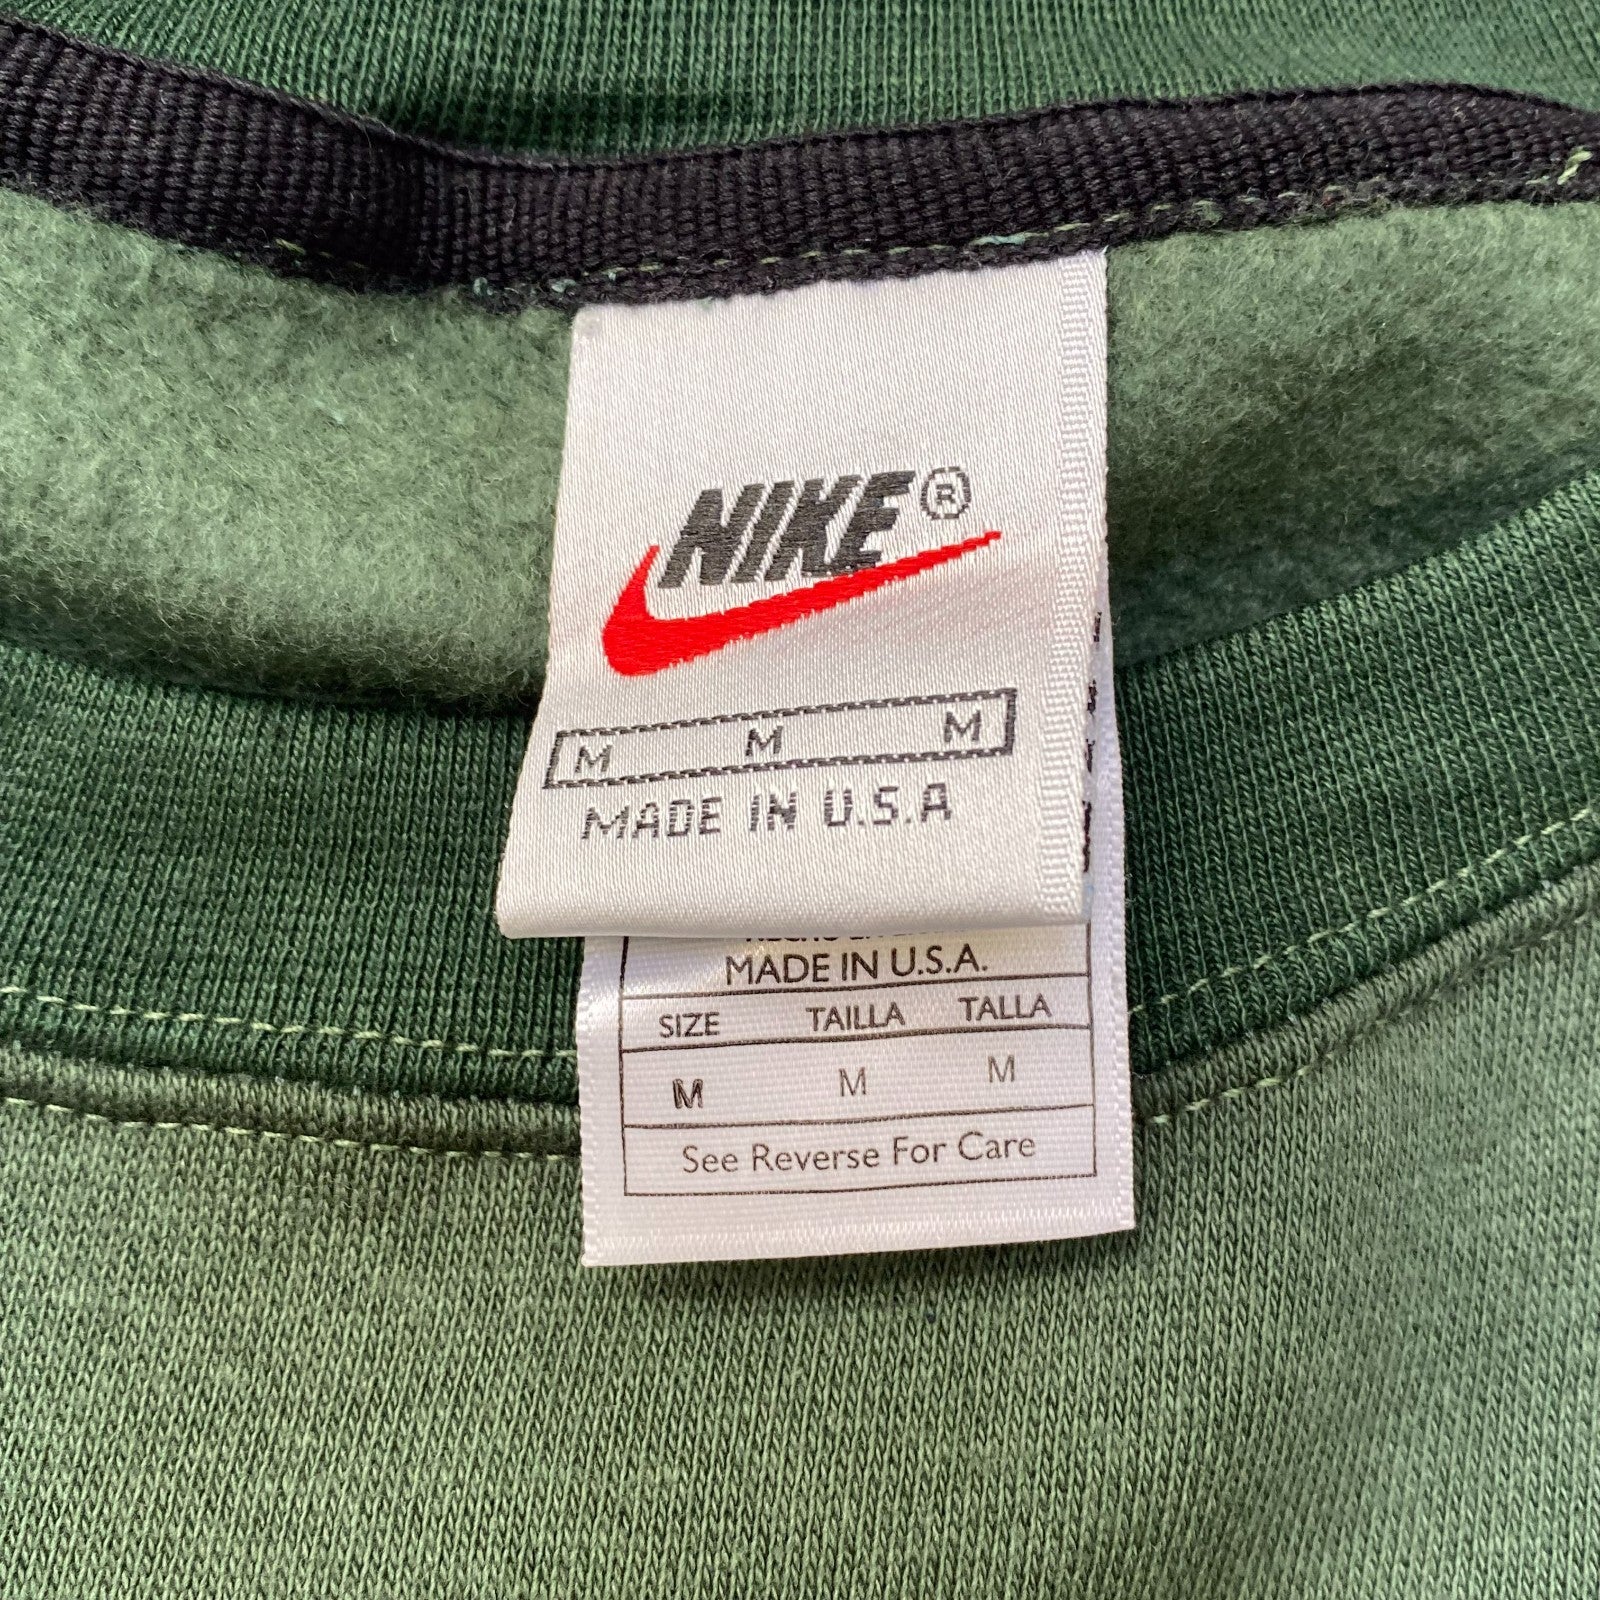 NIKE®
M M M
MADE IN U.S.A
MADE IN U.S.A.
SIZE TAILLA TALLA
M M M
See Reverse For Care